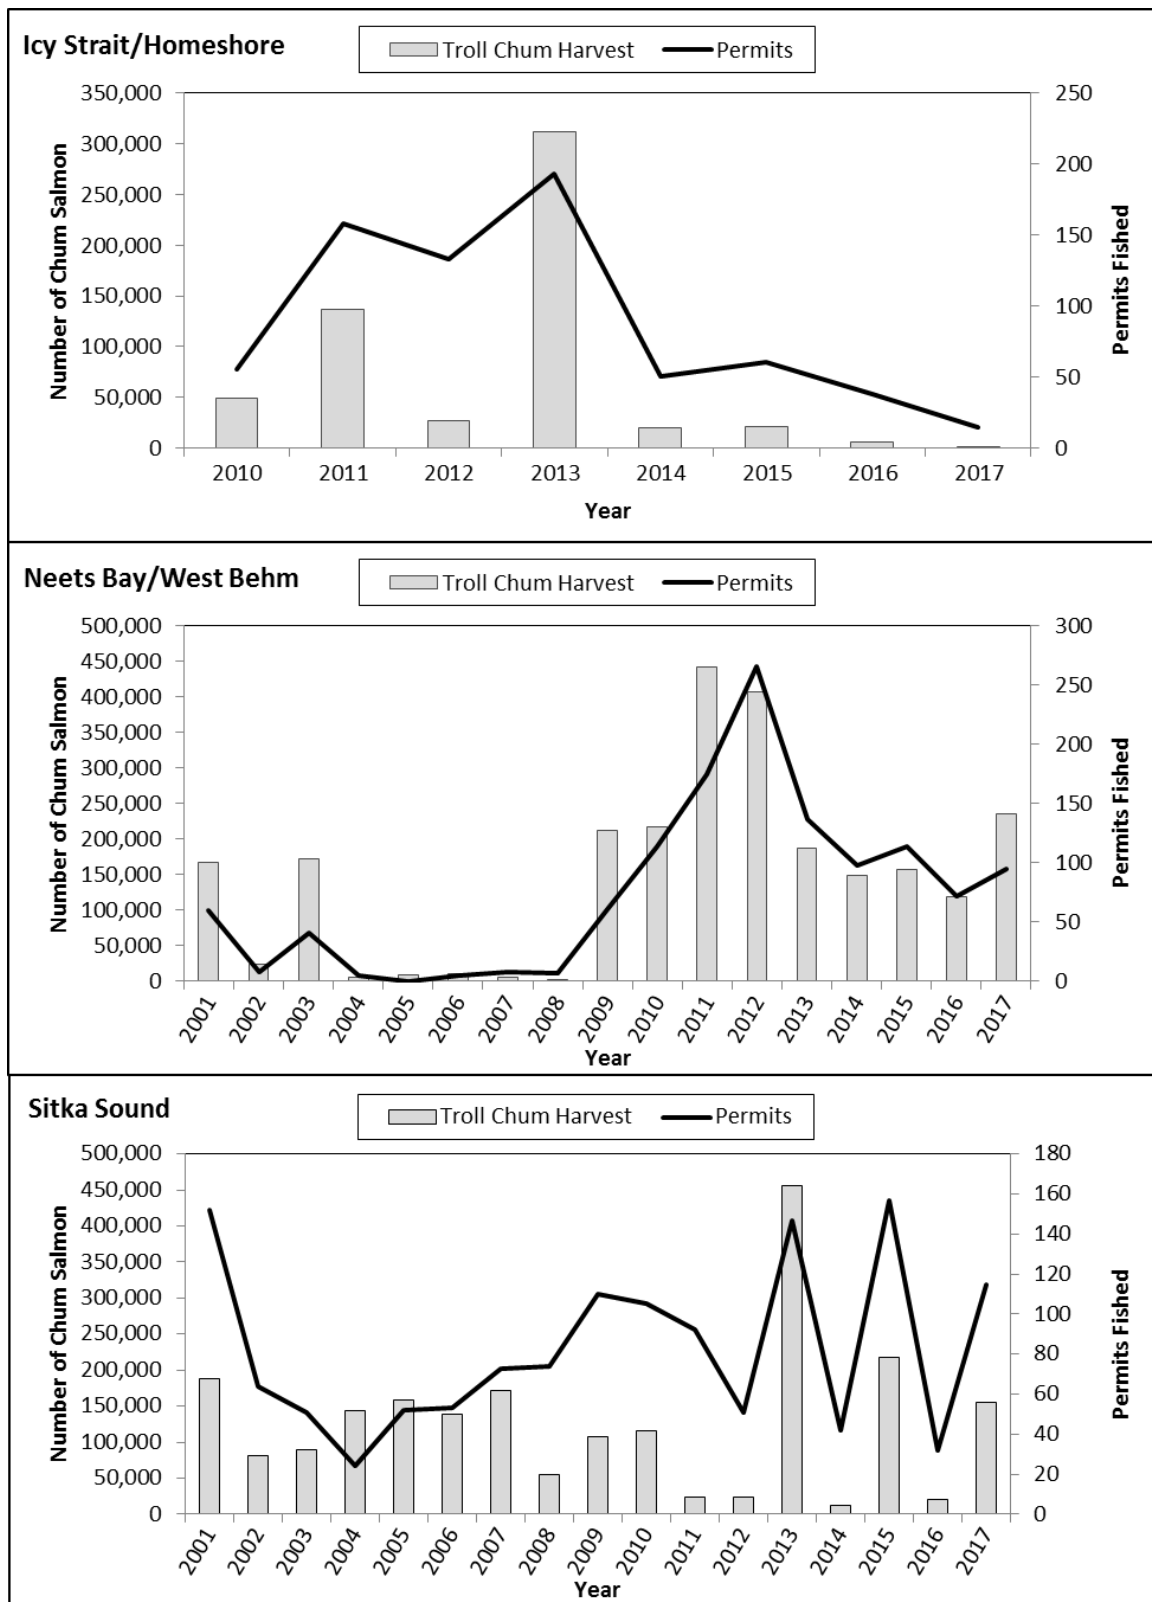 Icy Strait/Homeshore
Troll Chum Harvest Permits
350,000
300,000
250,000
200,000
150,000
100,000
50,000
0
Number of Chum Salmon
250
200
150
100
50
0
Permits Fished
2010 2011 2012 2013 2014 2015 2016 2017
Year
Neets Bay/West Behm
Troll Chum Harvest Permits
500,000
450,000
400,000
350,000
300,000
250,000
200,000
150,000
100,000
50,000
0
Number of Chum Salmon
300
250
200
150
100
50
0
Permits Fished
2001 2002 2003 2004 2005 2006 2007 2008 2009 2010 2011 2012 2013 2014 2015 2016 2017
Year
Sitka Sound
Troll Chum Harvest Permits
500,000
450,000
400,000
350,000
300,000
250,000
200,000
150,000
100,000
50,000
0
Number of Chum Salmon
180
160
140
120
100
80
60
40
20
0
Permits Fished
2001 2002 2003 2004 2005 2006 2007 2008 2009 2010 2011 2012 2013 2014 2015 2016 2017
Year